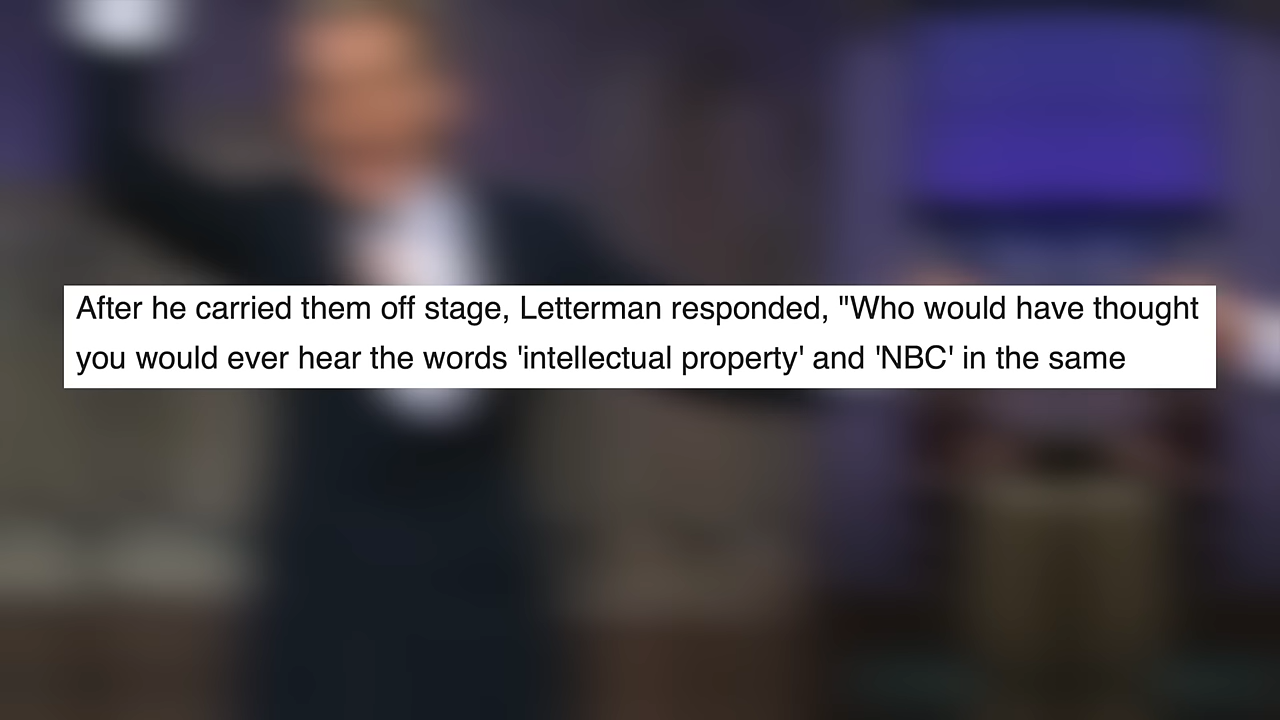 After he carried them off stage, Letterman responded, "Who would have thought
you would ever hear the words 'intellectual property' and 'NBC' in the same